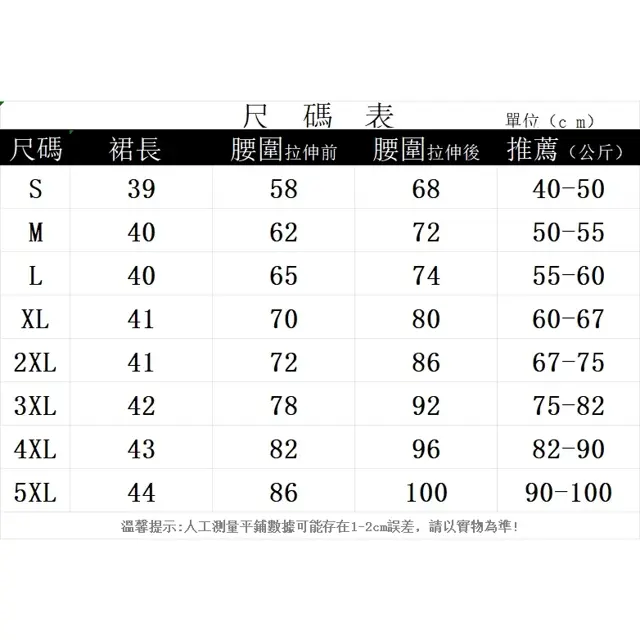 尺 碼 表 單位（cm）
尺碼 裙長 腰圍拉伸前 腰圍拉伸後 推薦（公斤）
S 39 58 68 40-50
M 40 62 72 50-55
L 40 65 74 55-60
XL 41 70 80 60-67
2XL 41 72 86 67-75
3XL 42 78 92 75-82
4XL 43 82 96 82-90
5XL 44 86 100 90-100
溫馨提示:人工測量平鋪數據可能存在1-2cm誤差，請以實物為準!